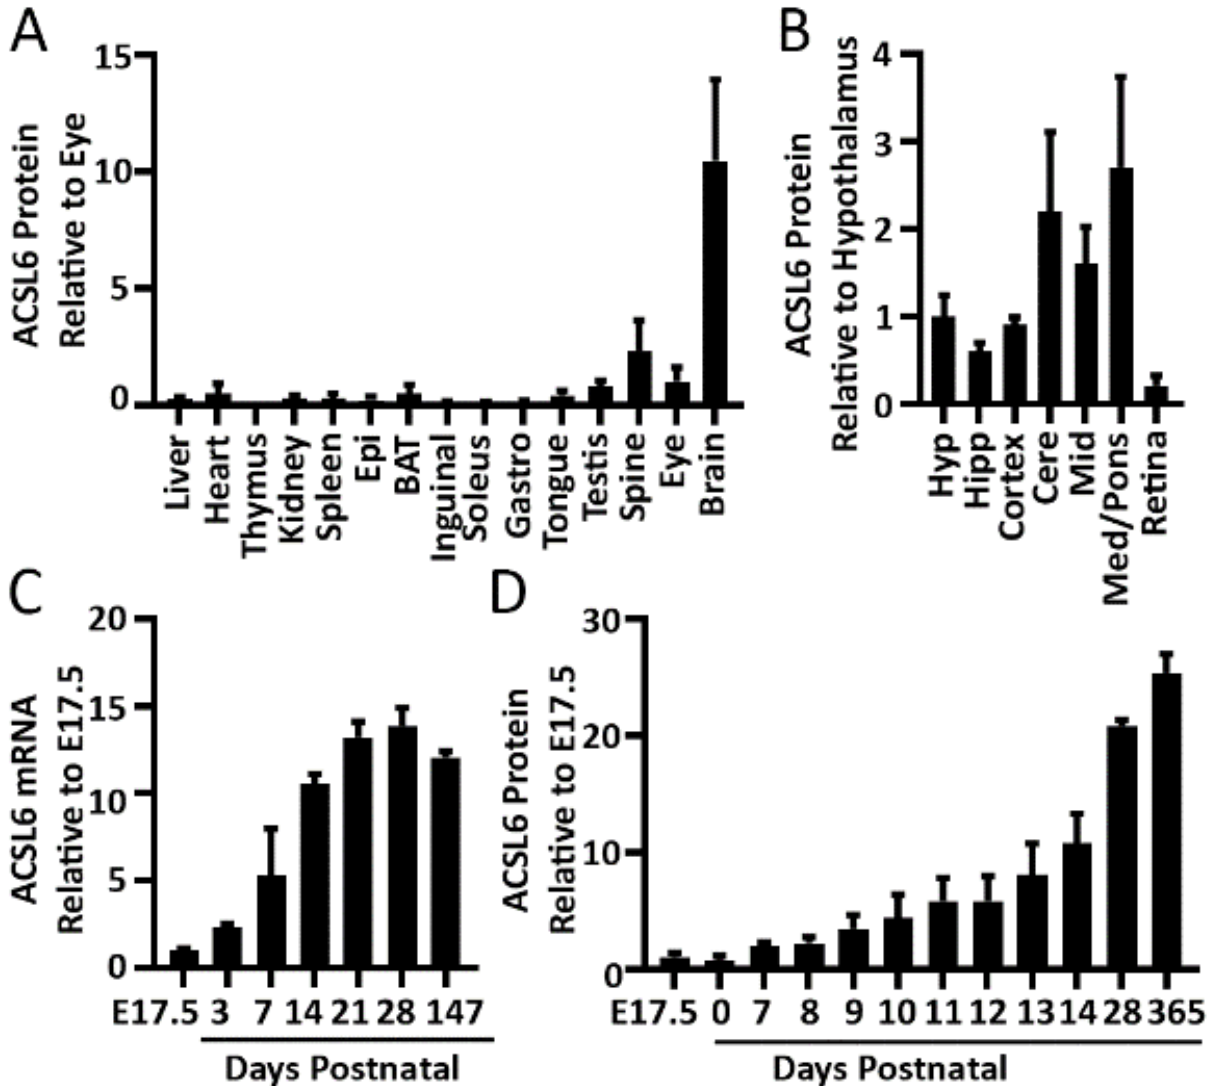 A
ACSL6 Protein
Relative to Eye
15
10
5
0
Liver
Heart
Thymus
Kidney
Spleen
Epi
BAT
Inguinal
Soleus
Gastro
Tongue
Testis
Spine
Eye
Brain
B
ACSL6 Protein
Relative to Hypothalamus
4
3
2
1
0
Hyp
Hipp
Cortex
Cere
Mid
Med/Pons
Retina
C
ACSL6 mRNA
Relative to E17.5
20
15
10
5
0
E17.5 3 7 14 21 28 147
Days Postnatal
D
ACSL6 Protein
Relative to E17.5
30
20
10
0
E17.5 0 7 8 9 10 11 12 13 14 28 365
Days Postnatal